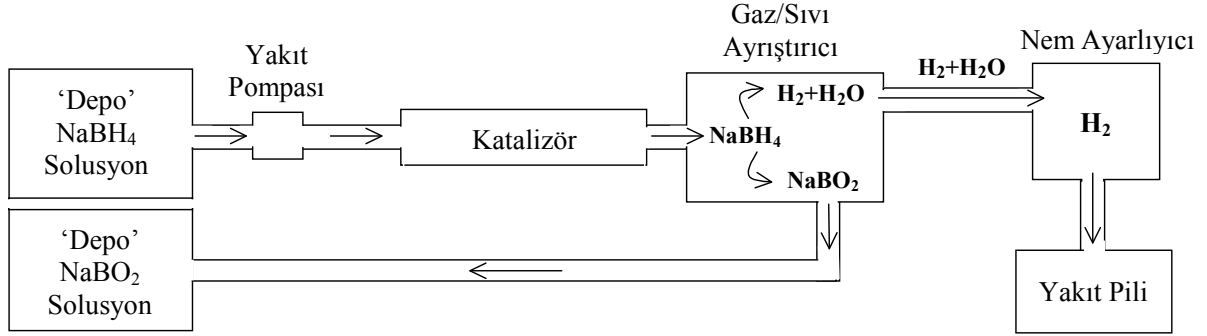 Gaz/Sıvı
Ayrıştırıcı
Nem Ayarlıyıcı
Yakıt
Pompası
H₂+H₂O
‘Depo’
NaBH₄
Solusyon
Katalizör
H₂+H₂O
NaBH₄
NaBO₂
H₂
‘Depo’
NaBO₂
Solusyon
Yakıt Pili